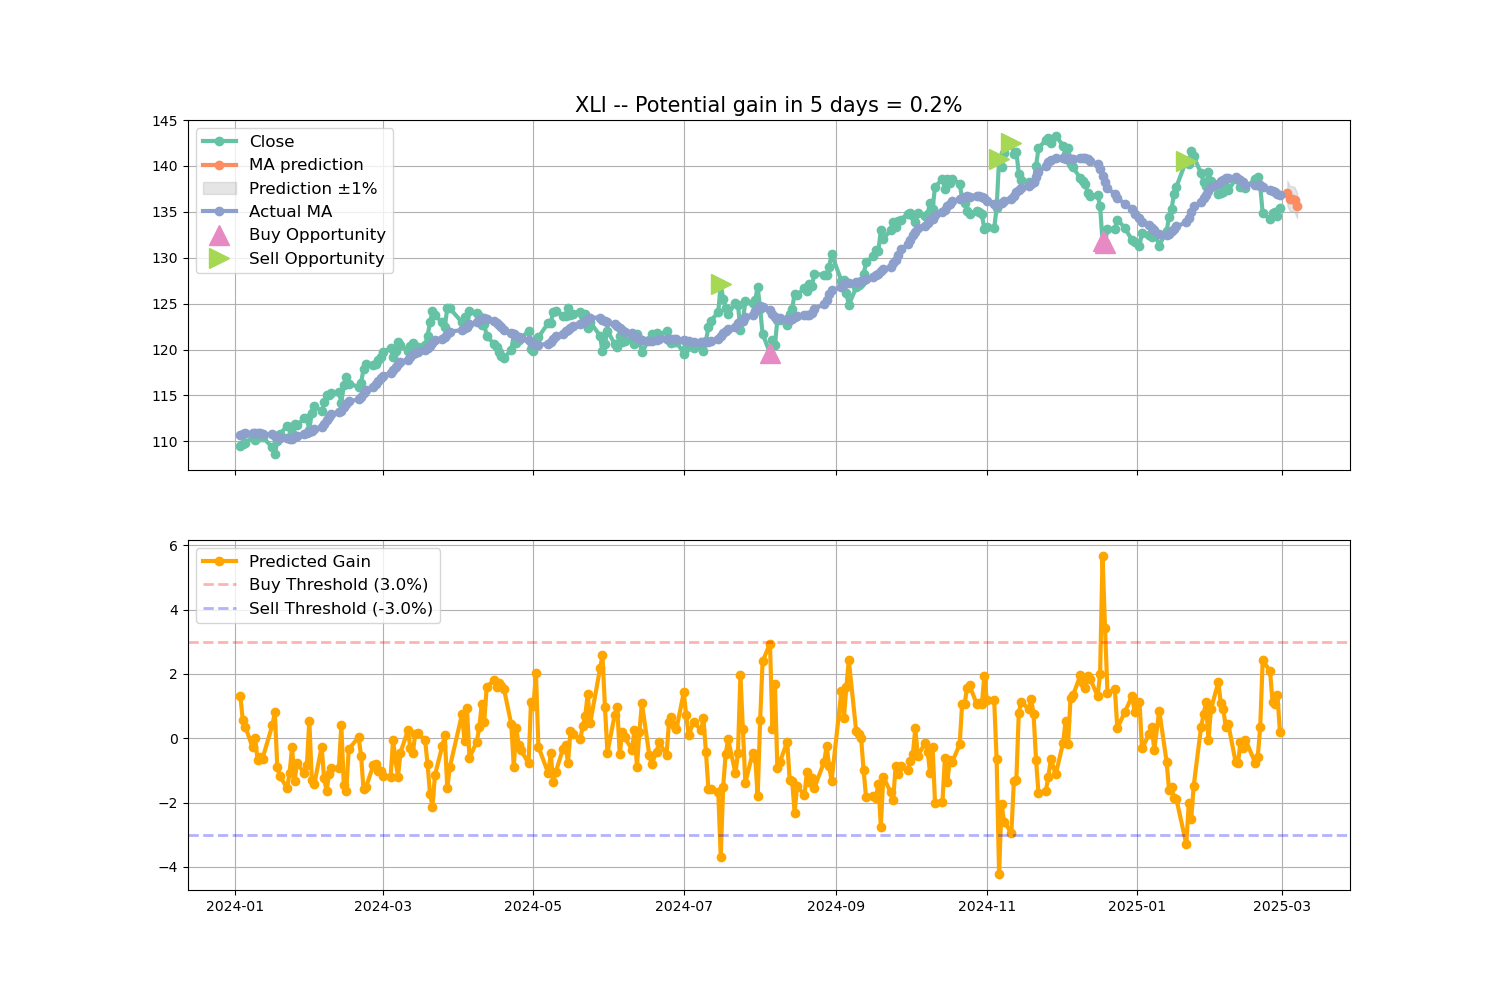 XLI -- Potential gain in 5 days = 0.2%
145
140
135
130
125
120
115
110
Close
MA prediction
Prediction ±1%
Actual MA
Buy Opportunity
Sell Opportunity
6
4
2
0
−2
−4
Predicted Gain
Buy Threshold (3.0%)
Sell Threshold (-3.0%)
2024-01 2024-03 2024-05 2024-07 2024-09 2024-11 2025-01 2025-03